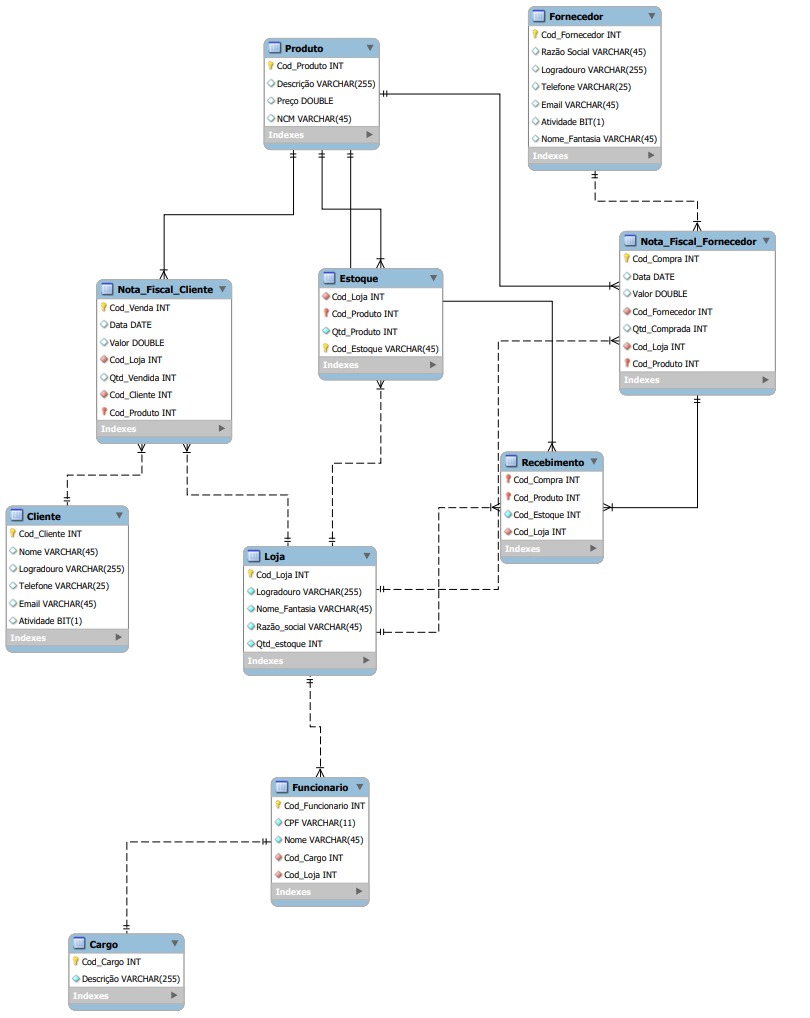 Fornecedor
Cod_Fornecedor INT
Razão Social VARCHAR(45)
Logradouro VARCHAR(255)
Telefone VARCHAR(25)
Email VARCHAR(45)
Atividade BIT(1)
Nome_Fantasia VARCHAR(45)
Indexes
Produto
Cod_Produto INT
Descrição VARCHAR(255)
Preço DOUBLE
NCM VARCHAR(45)
Indexes
Nota_Fiscal_Fornecedor
Cod_Compra INT
Data DATE
Valor DOUBLE
Cod_Fornecedor INT
Qtd_Comprada INT
Cod_Loja INT
Cod_Produto INT
Indexes
Estoque
Cod_Loja INT
Cod_Produto INT
Qtd_Produto INT
Cod_Estoque VARCHAR(45)
Indexes
Nota_Fiscal_Cliente
Cod_Venda INT
Data DATE
Valor DOUBLE
Cod_Loja INT
Qtd_Vendida INT
Cod_Cliente INT
Cod_Produto INT
Indexes
Recebimento
Cod_Compra INT
Cod_Produto INT
Cod_Estoque INT
Cod_Loja INT
Indexes
Cliente
Cod_Cliente INT
Nome VARCHAR(45)
Logradouro VARCHAR(255)
Telefone VARCHAR(25)
Email VARCHAR(45)
Atividade BIT(1)
Indexes
Loja
Cod_Loja INT
Logradouro VARCHAR(255)
Nome_Fantasia VARCHAR(45)
Razão_social VARCHAR(45)
Qtd_estoque INT
Indexes
Funcionario
Cod_Funcionario INT
CPF VARCHAR(11)
Nome VARCHAR(45)
Cod_Cargo INT
Cod_Loja INT
Indexes
Cargo
Cod_Cargo INT
Descrição VARCHAR(255)
Indexes